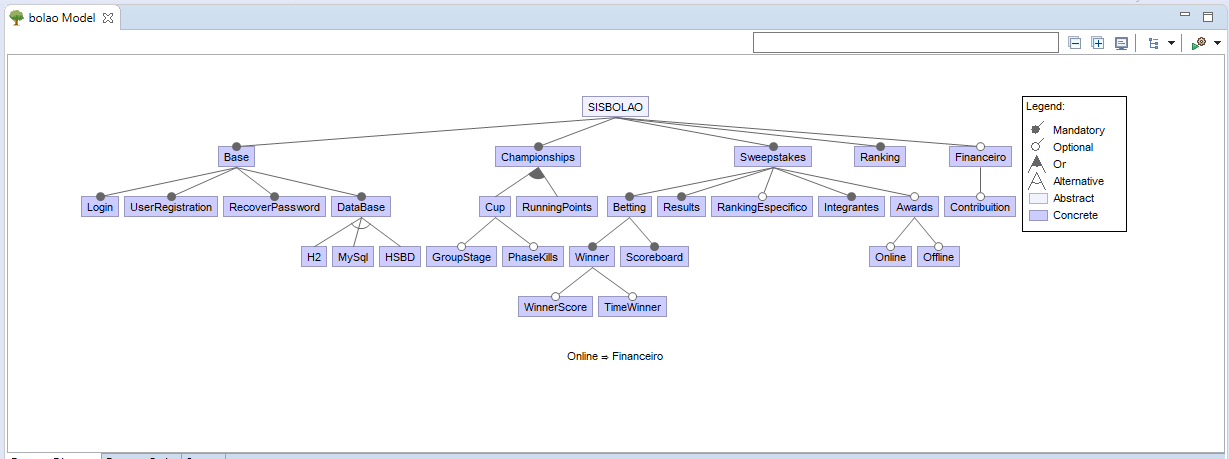 bolao Model
SISBOLAO
Legend:
Mandatory
Optional
Or
Alternative
Abstract
Concrete
Base
Championships
Sweepstakes
Ranking
Financeiro
Login
UserRegistration
RecoverPassword
DataBase
Cup
RunningPoints
Betting
Results
RankingEspecifico
Integrantes
Awards
Contribuition
H2
MySql
HSBD
GroupStage
PhaseKills
Winner
Scoreboard
Online
Offline
WinnerScore
TimeWinner
Online ⇒ Financeiro